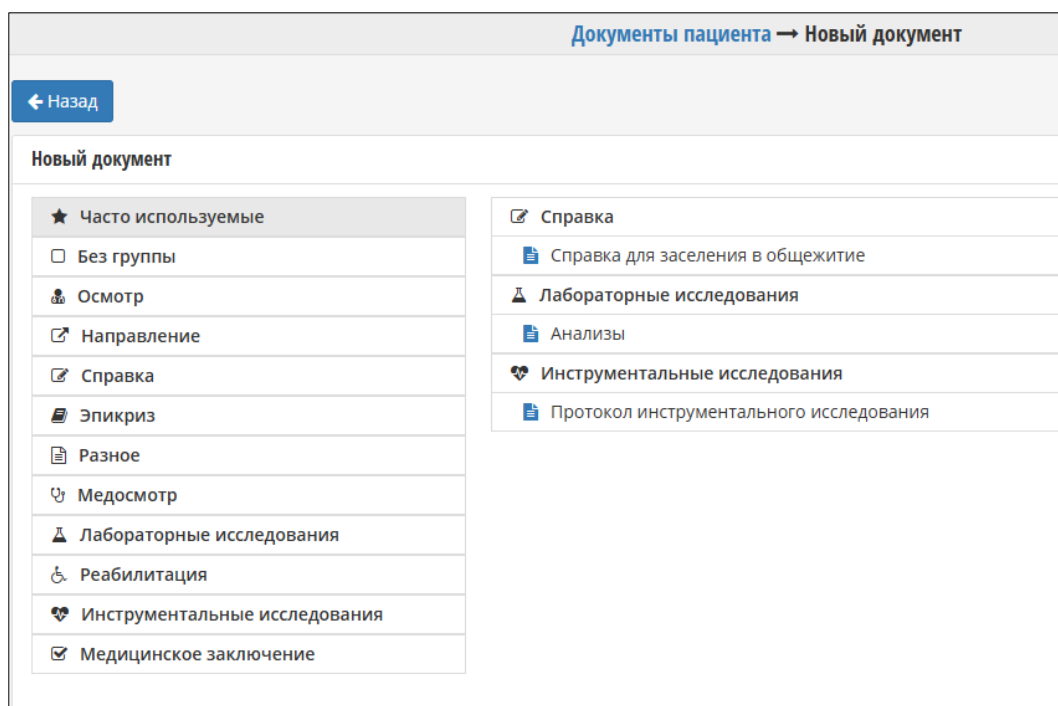 Документы пациента → Новый документ
Назад
Новый документ
Часто используемые
Без группы
Осмотр
Направление
Справка
Эпикриз
Разное
Медосмотр
Лабораторные исследования
Реабилитация
Инструментальные исследования
Медицинское заключение
Справка
Справка для заселения в общежитие
Лабораторные исследования
Анализы
Инструментальные исследования
Протокол инструментального исследования